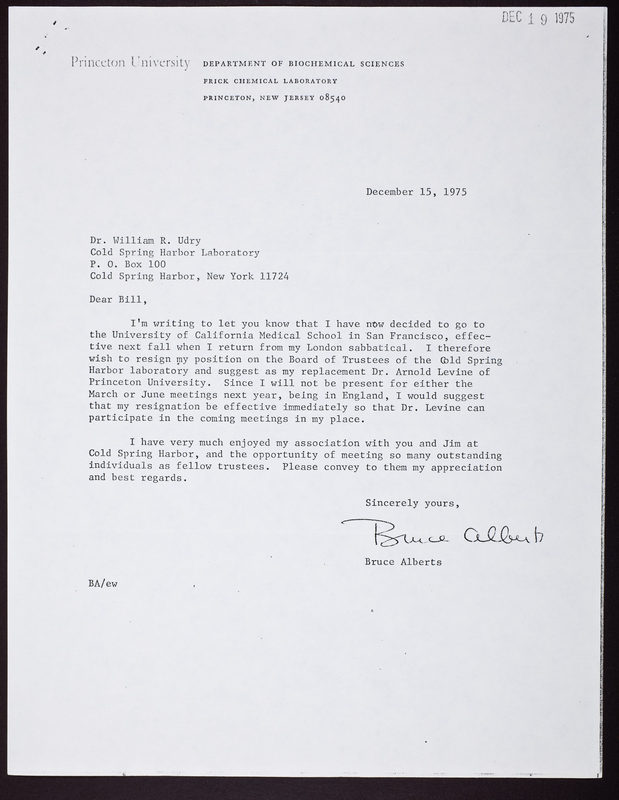 DEC 19 1975
Princeton University DEPARTMENT OF BIOCHEMICAL SCIENCES
FRICK CHEMICAL LABORATORY
PRINCETON, NEW JERSEY 08540
December 15, 1975
Dr. William R. Udry
Cold Spring Harbor Laboratory
P. O. Box 100
Cold Spring Harbor, New York 11724
Dear Bill,
I'm writing to let you know that I have now decided to go to
the University of California Medical School in San Francisco, effec-
tive next fall when I return from my London sabbatical. I therefore
wish to resign my position on the Board of Trustees of the Cold Spring
Harbor laboratory and suggest as my replacement Dr. Arnold Levine of
Princeton University. Since I will not be present for either the
March or June meetings next year, being in England, I would suggest
that my resignation be effective immediately so that Dr. Levine can
participate in the coming meetings in my place.
I have very much enjoyed my association with you and Jim at
Cold Spring Harbor, and the opportunity of meeting so many outstanding
individuals as fellow trustees. Please convey to them my appreciation
and best regards.
Sincerely yours,
Bruce Alberts
Bruce Alberts
BA/ew